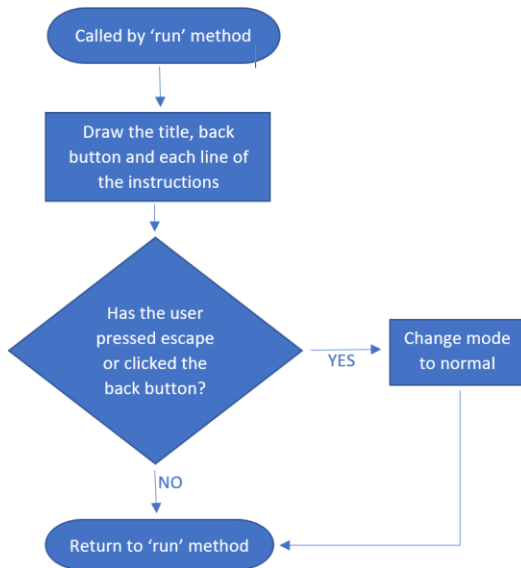 Called by ‘run’ method
Draw the title, back
button and each line of
the instructions
Has the user
pressed escape
or clicked the
back button?
YES
Change mode
to normal
NO
Return to ‘run’ method